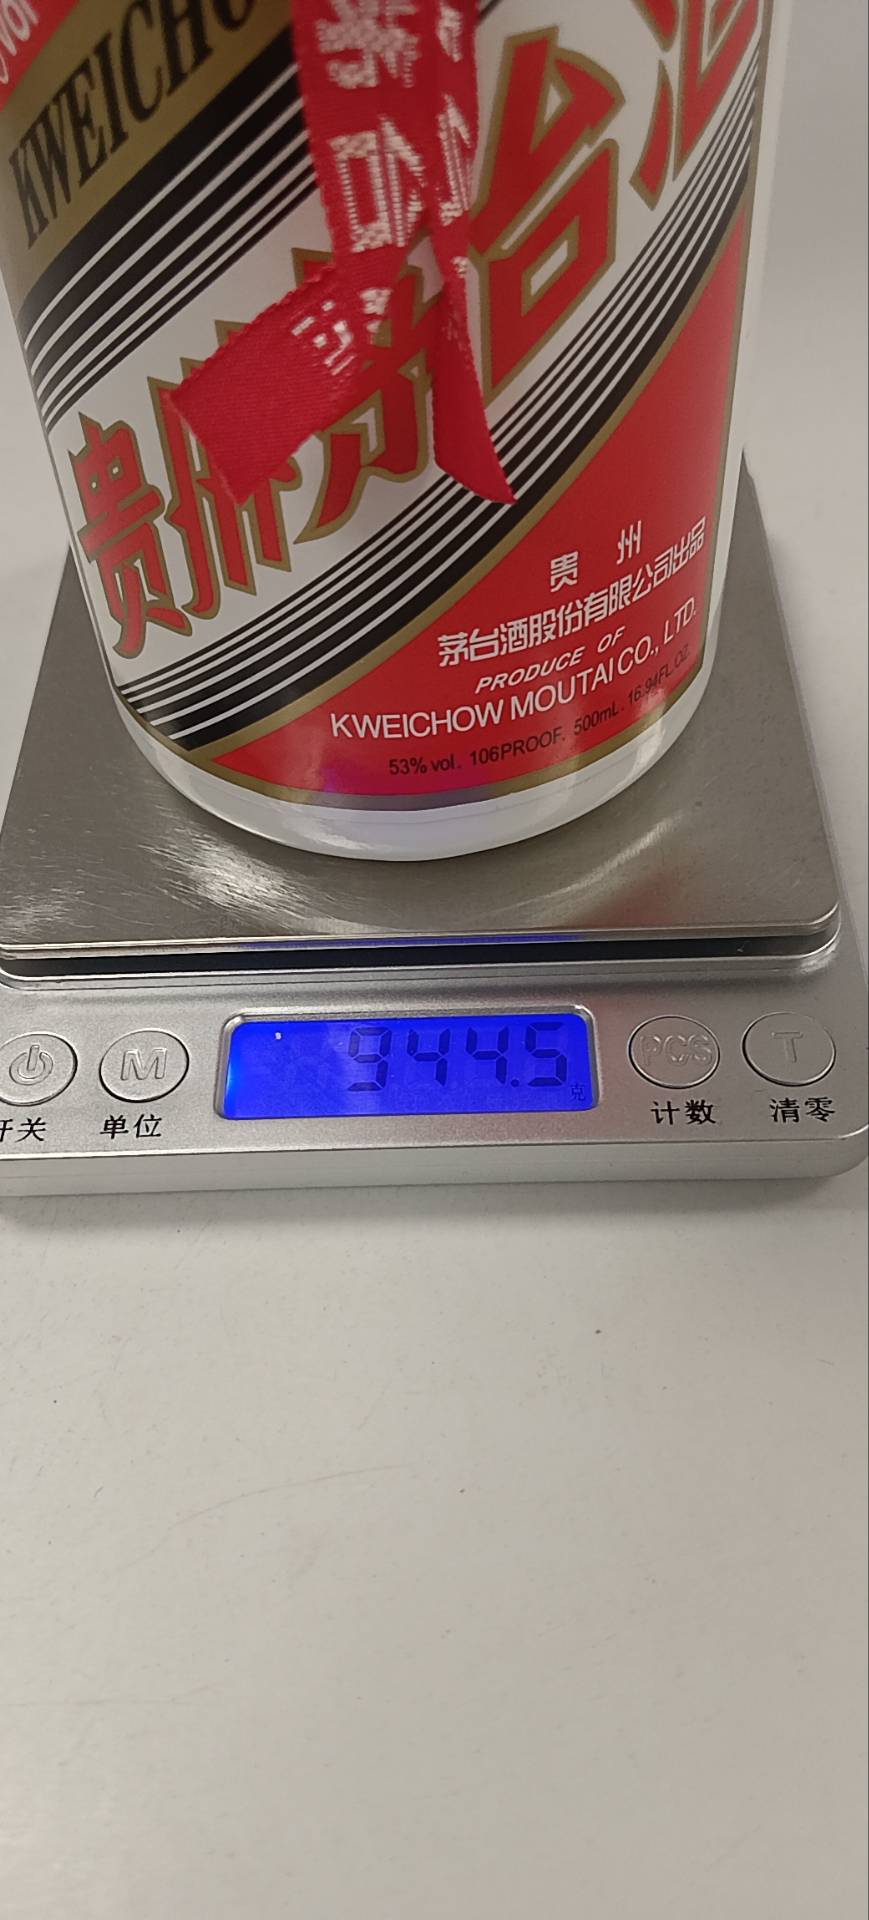 KWEICHO
贵州茅台酒
贵 州
茅台酒股份有限公司出品
PRODUCE OF
KWEICHOW MOUTAI CO., LTD.
53% vol. 106PROOF. 500mL. 16.94FL.OZ.
944.5
克
M
PCS
T
开关
单位
计数
清零